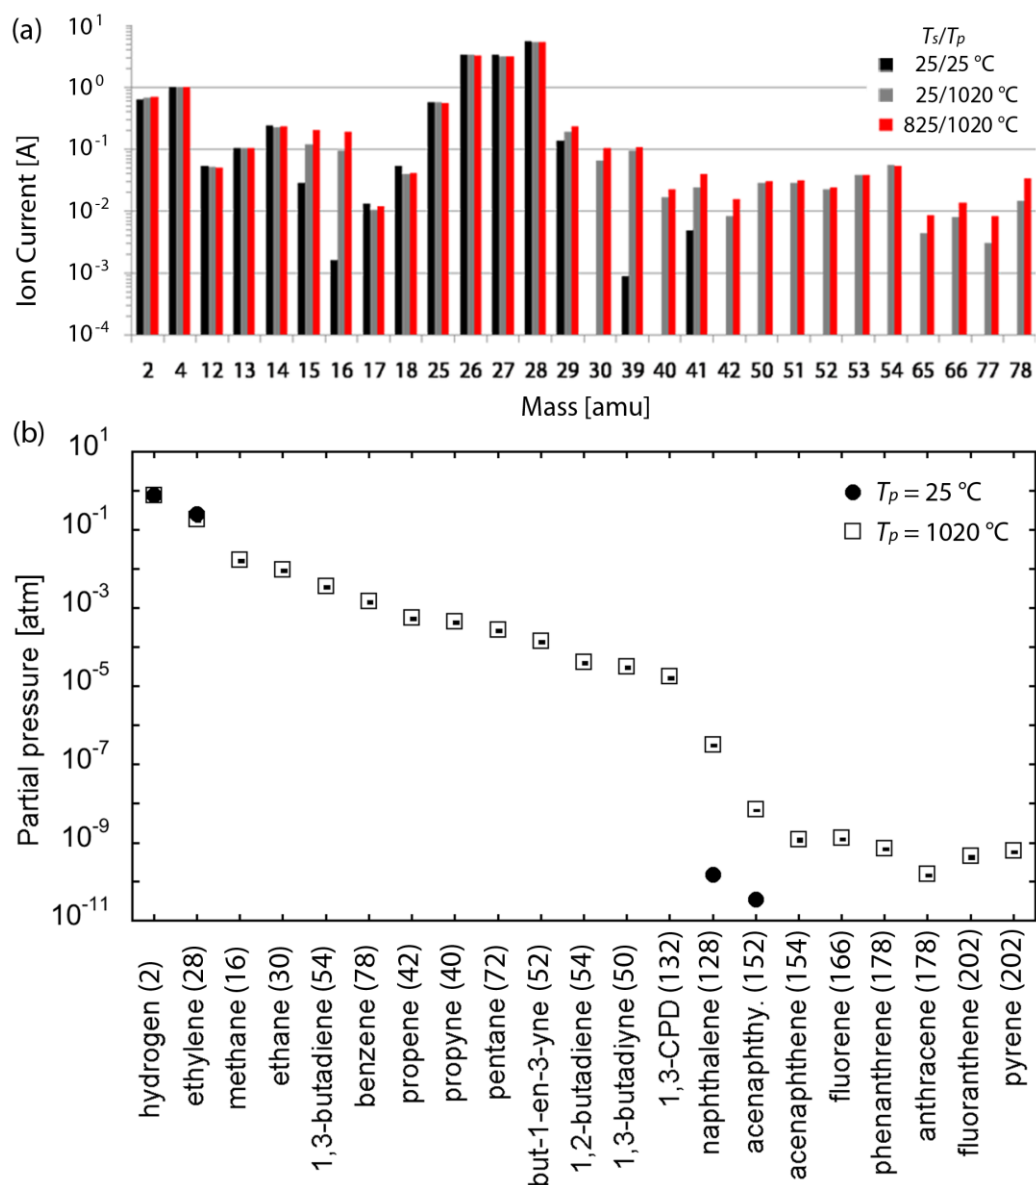 (a)
Ion Current [A]
10¹
10⁰
10⁻¹
10⁻²
10⁻³
10⁻⁴
Tₛ/Tₚ
25/25 °C
25/1020 °C
825/1020 °C
2 4 12 13 14 15 16 17 18 25 26 27 28 29 30 39 40 41 42 50 51 52 53 54 65 66 77 78
Mass [amu]
(b)
Partial pressure [atm]
10¹
10⁻¹
10⁻³
10⁻⁵
10⁻⁷
10⁻⁹
10⁻¹¹
Tₚ = 25 °C
Tₚ = 1020 °C
hydrogen (2)
ethylene (28)
methane (16)
ethane (30)
1,3-butadiene (54)
benzene (78)
propene (42)
propyne (40)
pentane (72)
but-1-en-3-yne (52)
1,2-butadiene (54)
1,3-butadiyne (50)
1,3-CPD (132)
naphthalene (128)
acenaphthy. (152)
acenaphthene (154)
fluorene (166)
phenanthrene (178)
anthracene (178)
fluoranthene (202)
pyrene (202)